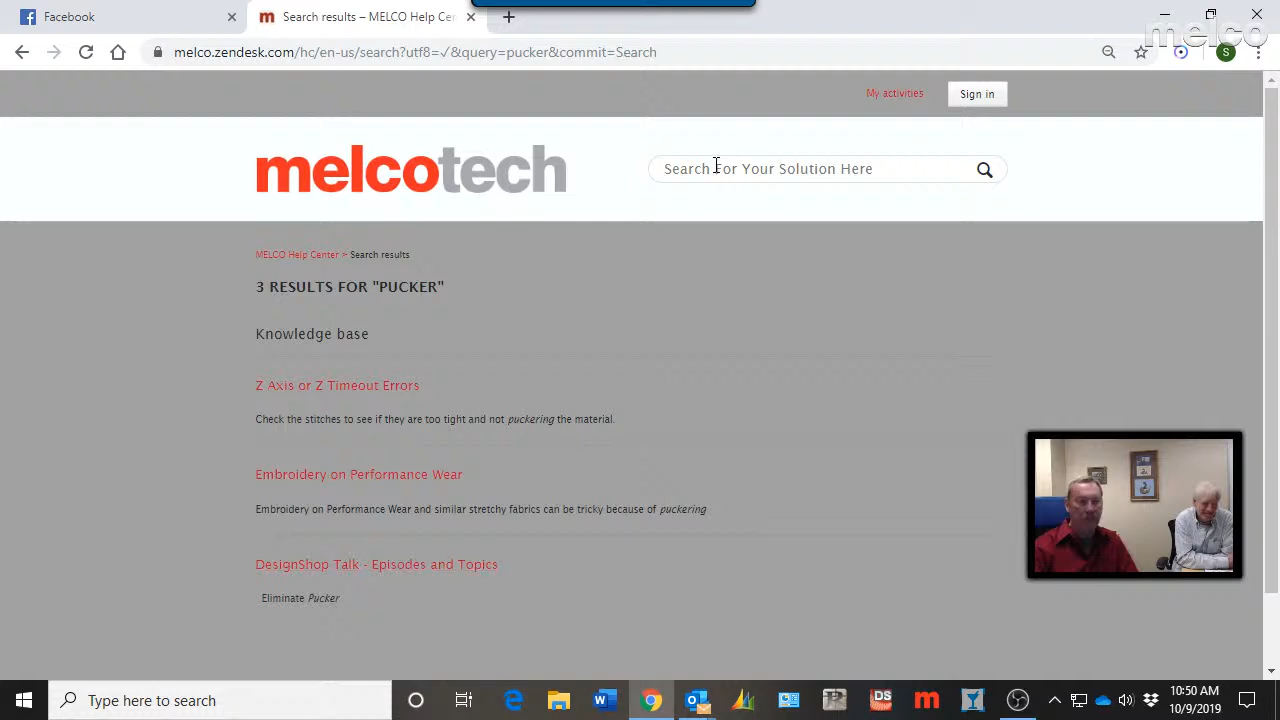 Facebook
Search results – MELCO Help Cen
melco
melco.zendesk.com/hc/en-us/search?utf8=✓&query=pucker&commit=Search
S
My activities
Sign in
melcotech
Search For Your Solution Here
MELCO Help Center > Search results
3 RESULTS FOR "PUCKER"
Knowledge base
Z Axis or Z Timeout Errors
Check the stitches to see if they are too tight and not puckering the material.
Embroidery on Performance Wear
Embroidery on Performance Wear and similar stretchy fabrics can be tricky because of puckering
DesignShop Talk - Episodes and Topics
Eliminate Pucker
Type here to search
DS
10:50 AM
10/9/2019